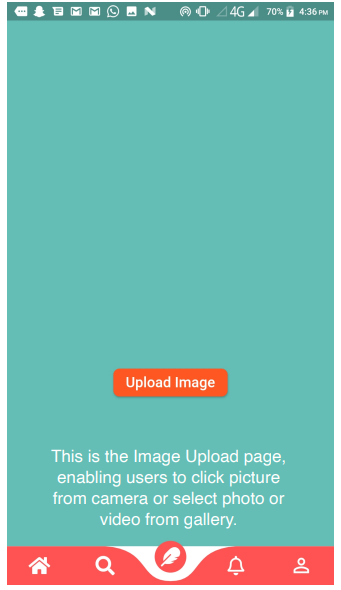 4G 70% 4:36 PM
Upload Image
This is the Image Upload page,
enabling users to click picture
from camera or select photo or
video from gallery.